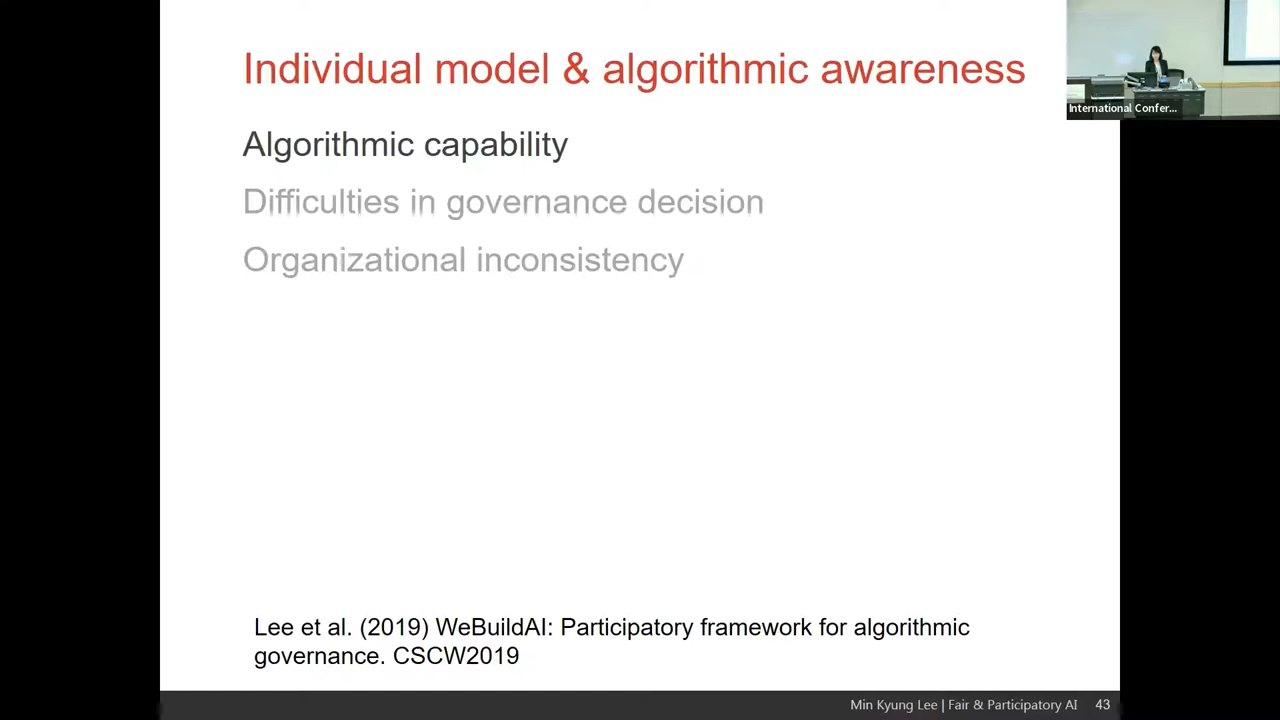 Individual model & algorithmic awareness
International Confer...
Algorithmic capability
Difficulties in governance decision
Organizational inconsistency
Lee et al. (2019) WeBuildAI: Participatory framework for algorithmic
governance. CSCW2019
Min Kyung Lee | Fair & Participatory AI 43